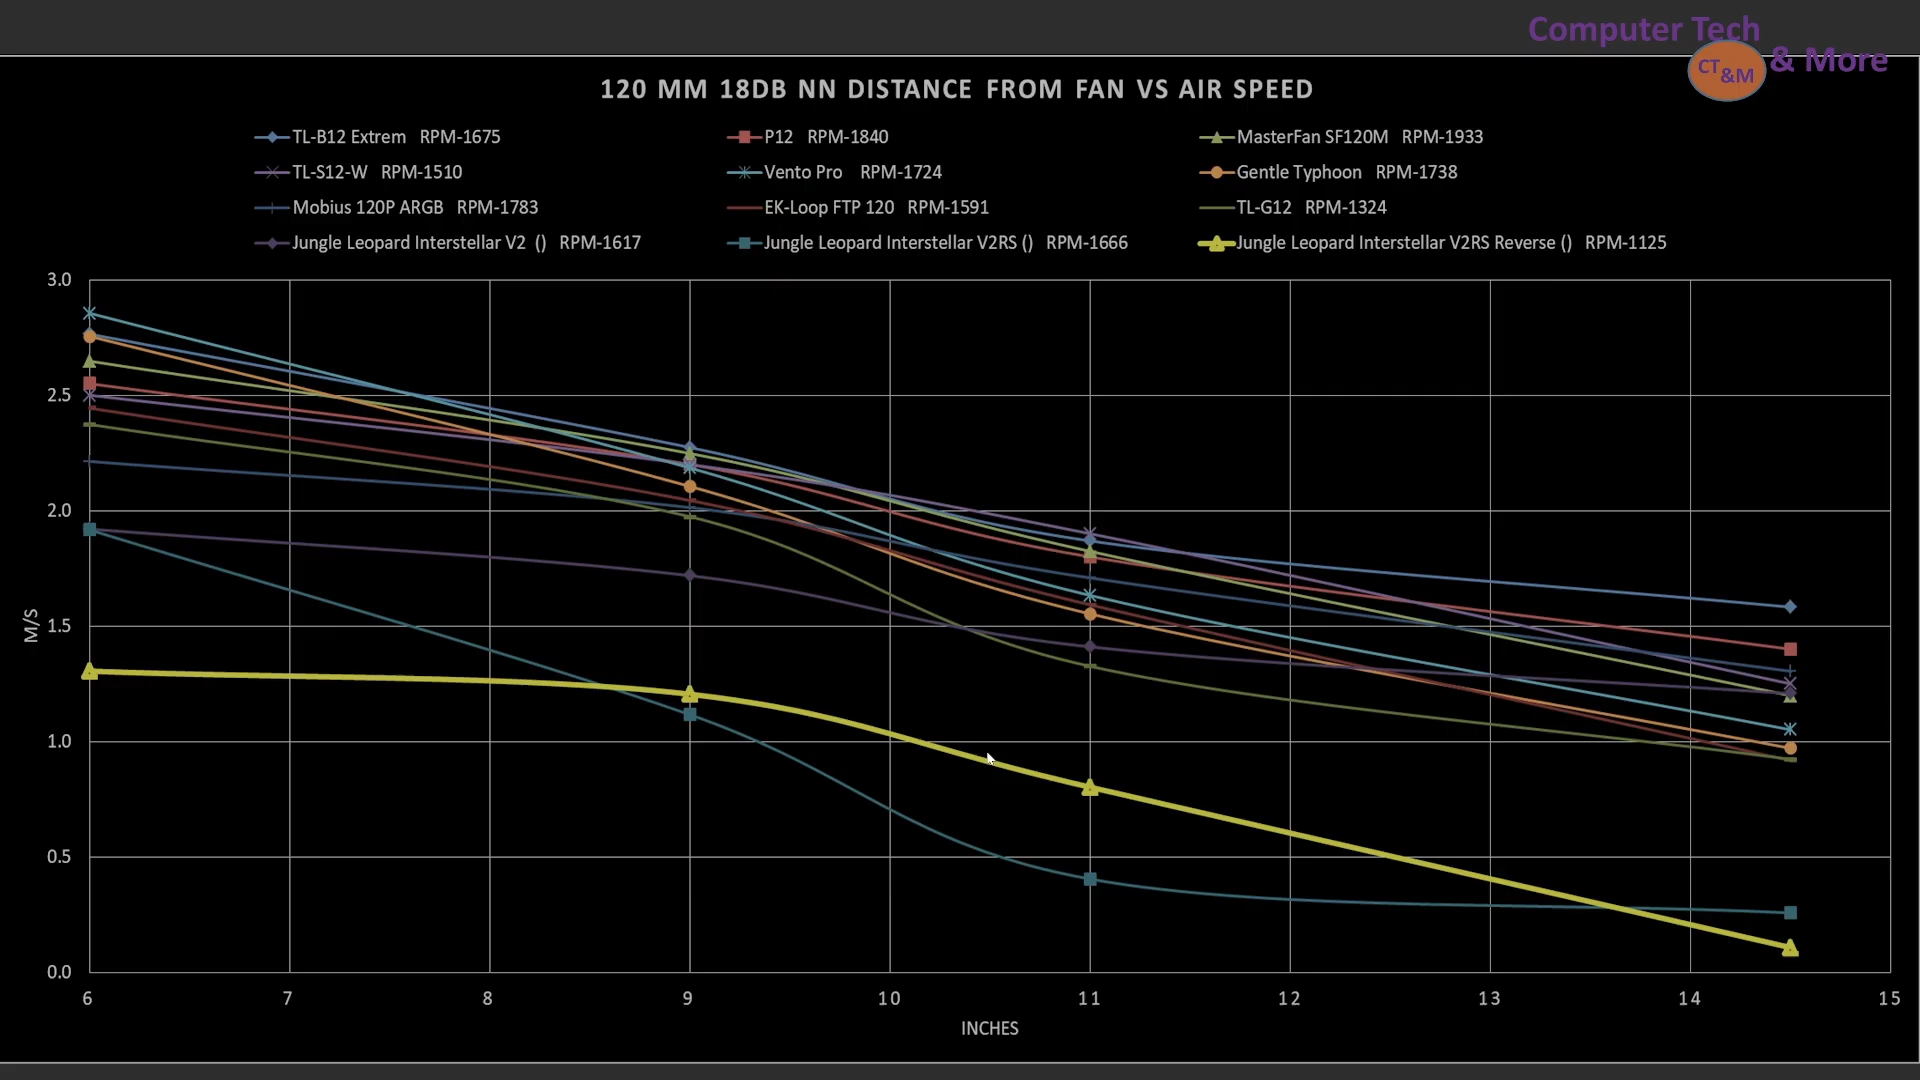 Computer Tech
& More
CT
&M
120 MM 18DB NN DISTANCE FROM FAN VS AIR SPEED
TL-B12 Extrem RPM-1675 P12 RPM-1840 MasterFan SF120M RPM-1933
TL-S12-W RPM-1510 Vento Pro RPM-1724 Gentle Typhoon RPM-1738
Mobius 120P ARGB RPM-1783 EK-Loop FTP 120 RPM-1591 TL-G12 RPM-1324
Jungle Leopard Interstellar V2 () RPM-1617 Jungle Leopard Interstellar V2RS () RPM-1666 Jungle Leopard Interstellar V2RS Reverse () RPM-1125
3.0
2.5
2.0
1.5
1.0
0.5
0.0
M/S
6 7 8 9 10 11 12 13 14 15
INCHES